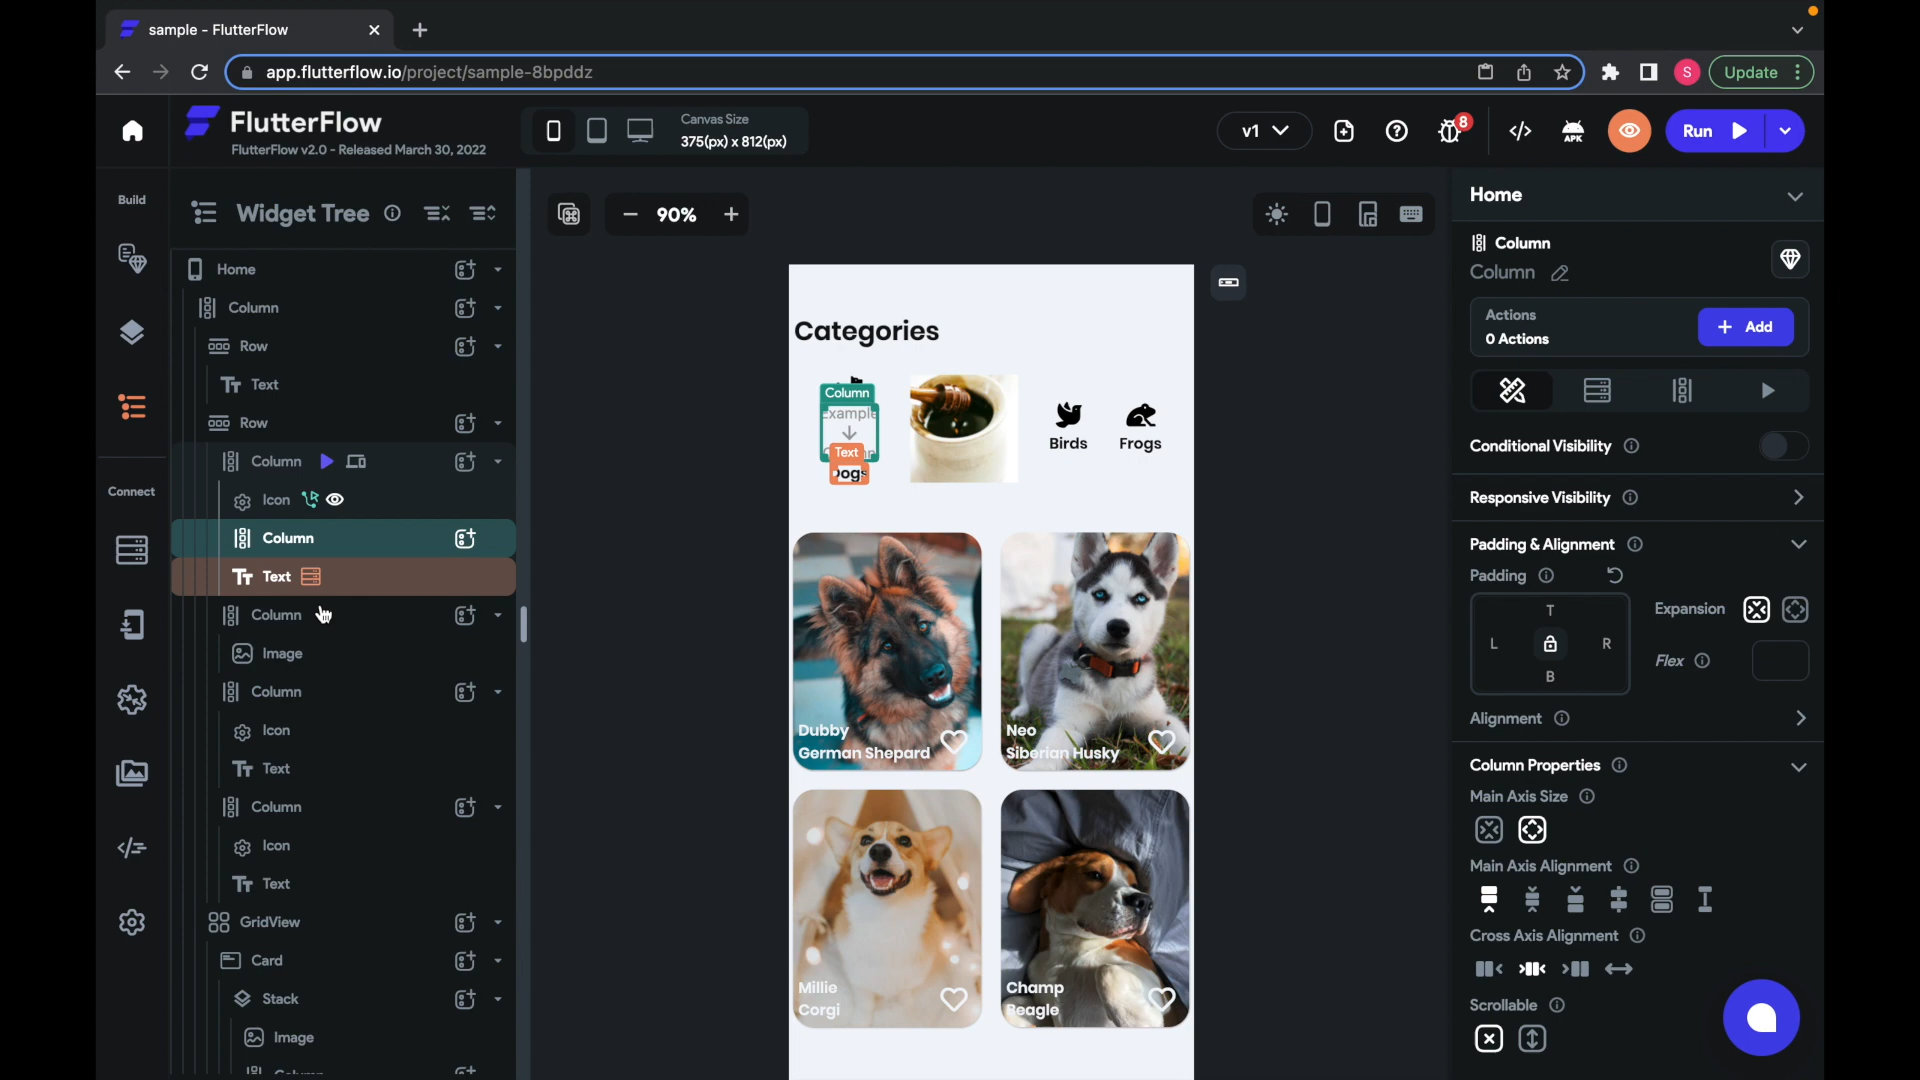 sample - FlutterFlow
app.flutterflow.io/project/sample-8bpddz
S
Update
FlutterFlow
FlutterFlow v2.0 - Released March 30, 2022
Canvas Size
375(px) x 812(px)
v1
8
APK
Run
Build
Connect
Widget Tree
Home
Column
Row
Text
Row
Column
Icon
Column
Text
Column
Image
Column
Icon
Text
Column
Icon
Text
GridView
Card
Stack
Image
Column
90%
Categories
Column
Example
Text
Dogs
Birds
Frogs
Dubby
German Shepard
Neo
Siberian Husky
Millie
Corgi
Champ
Beagle
Home
Column
Column
Actions
0 Actions
+ Add
Conditional Visibility
Responsive Visibility
Padding & Alignment
Padding
T
L
R
B
Expansion
Flex
Alignment
Column Properties
Main Axis Size
Main Axis Alignment
Cross Axis Alignment
Scrollable